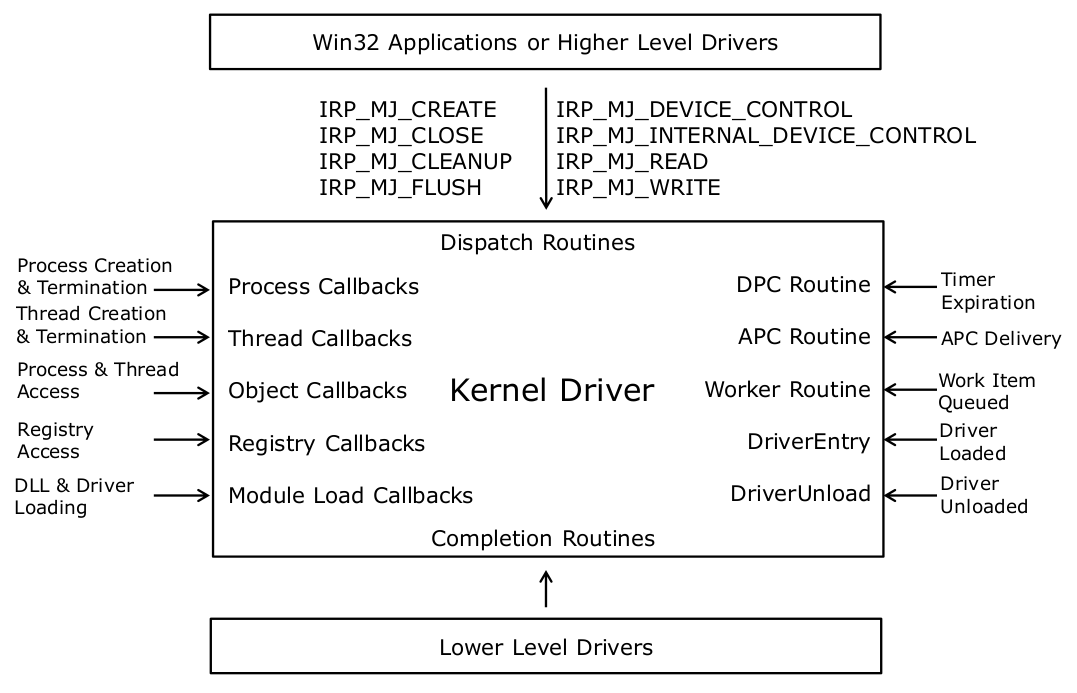 Win32 Applications or Higher Level Drivers
IRP_MJ_CREATE
IRP_MJ_CLOSE
IRP_MJ_CLEANUP
IRP_MJ_FLUSH
IRP_MJ_DEVICE_CONTROL
IRP_MJ_INTERNAL_DEVICE_CONTROL
IRP_MJ_READ
IRP_MJ_WRITE
Dispatch Routines
Process Creation
& Termination
Thread Creation
& Termination
Process & Thread
Access
Registry
Access
DLL & Driver
Loading
Process Callbacks
Thread Callbacks
Object Callbacks
Registry Callbacks
Module Load Callbacks
Kernel Driver
DPC Routine
APC Routine
Worker Routine
DriverEntry
DriverUnload
Timer
Expiration
APC Delivery
Work Item
Queued
Driver
Loaded
Driver
Unloaded
Completion Routines
Lower Level Drivers